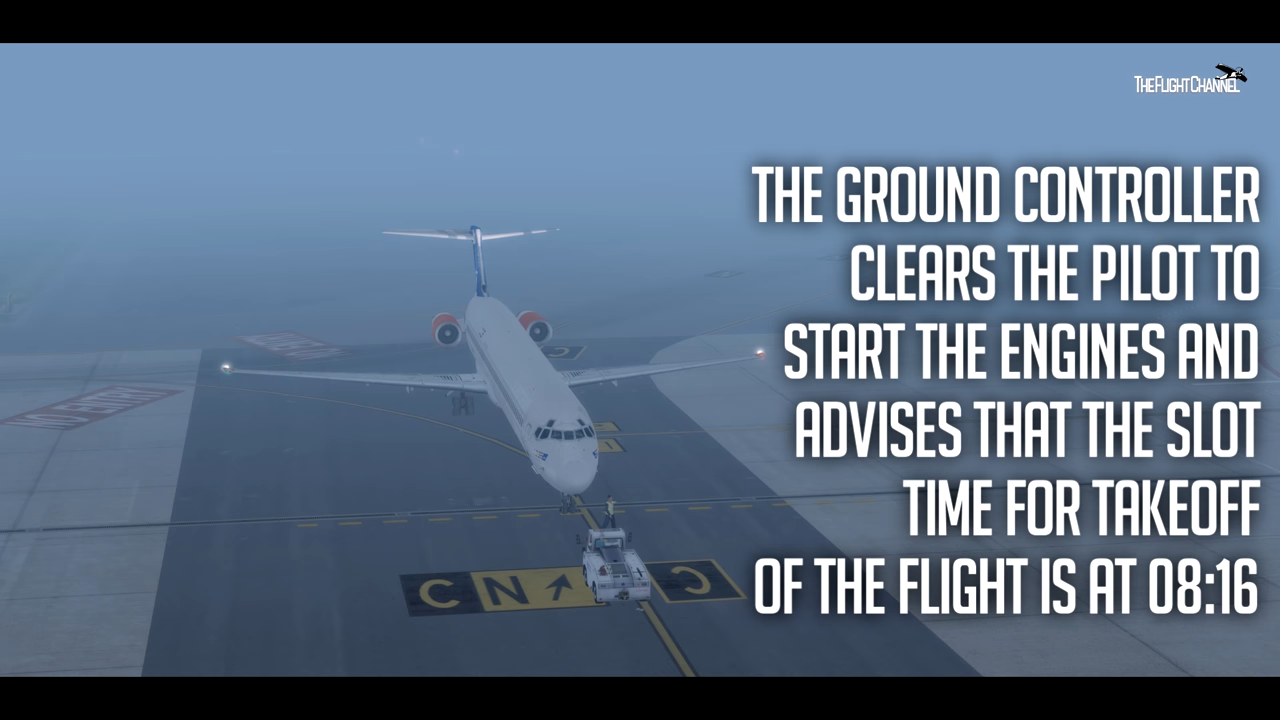 THEFLIGHTCHANNEL
THE GROUND CONTROLLER
CLEARS THE PILOT TO
START THE ENGINES AND
ADVISES THAT THE SLOT
TIME FOR TAKEOFF
OF THE FLIGHT IS AT 08:16
NO ENTRY
C N C